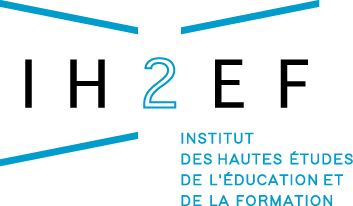 IH2EF
INSTITUT
DES HAUTES ÉTUDES
DE L'ÉDUCATION ET
DE LA FORMATION